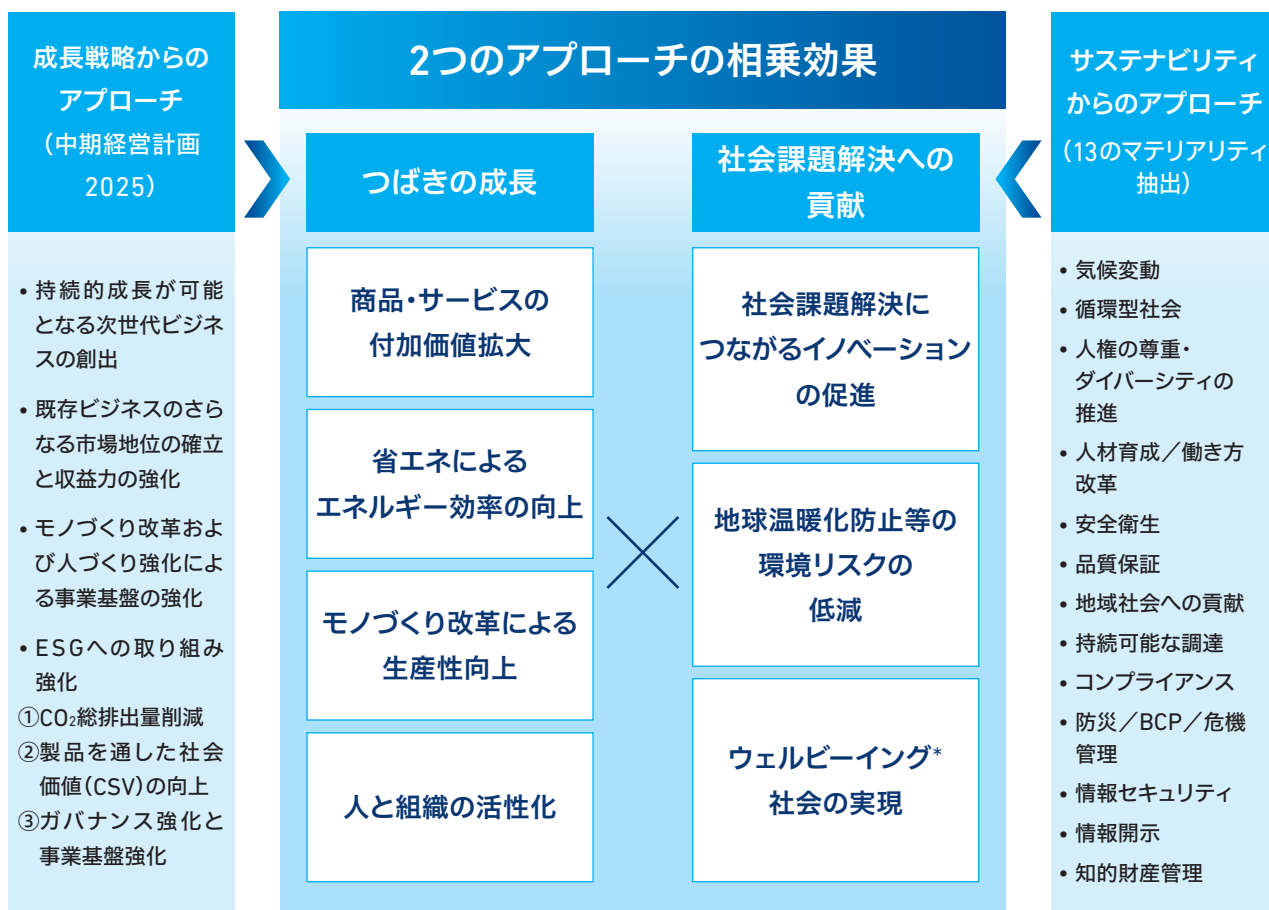 成長戦略からの
アプローチ
（中期経営計画
2025）
• 持続的成長が可能
となる次世代ビジネ
スの創出
• 既存ビジネスのさら
なる市場地位の確立
と収益力の強化
• モノづくり改革およ
び人づくり強化によ
る事業基盤の強化
• ESGへの取り組み
強化
①CO₂総排出量削減
②製品を通した社会
価値（CSV）の向上
③ガバナンス強化と
事業基盤強化
2つのアプローチの相乗効果
つばきの成長
商品・サービスの
付加価値拡大
省エネによる
エネルギー効率の向上
モノづくり改革による
生産性向上
人と組織の活性化
社会課題解決への
貢献
社会課題解決に
つながるイノベーション
の促進
地球温暖化防止等の
環境リスクの
低減
ウェルビーイング*
社会の実現
サステナビリティ
からのアプローチ
（13のマテリアリティ
抽出）
• 気候変動
• 循環型社会
• 人権の尊重・
ダイバーシティの
推進
• 人材育成／働き方
改革
• 安全衛生
• 品質保証
• 地域社会への貢献
• 持続可能な調達
• コンプライアンス
• 防災／BCP／危機
管理
• 情報セキュリティ
• 情報開示
• 知的財産管理